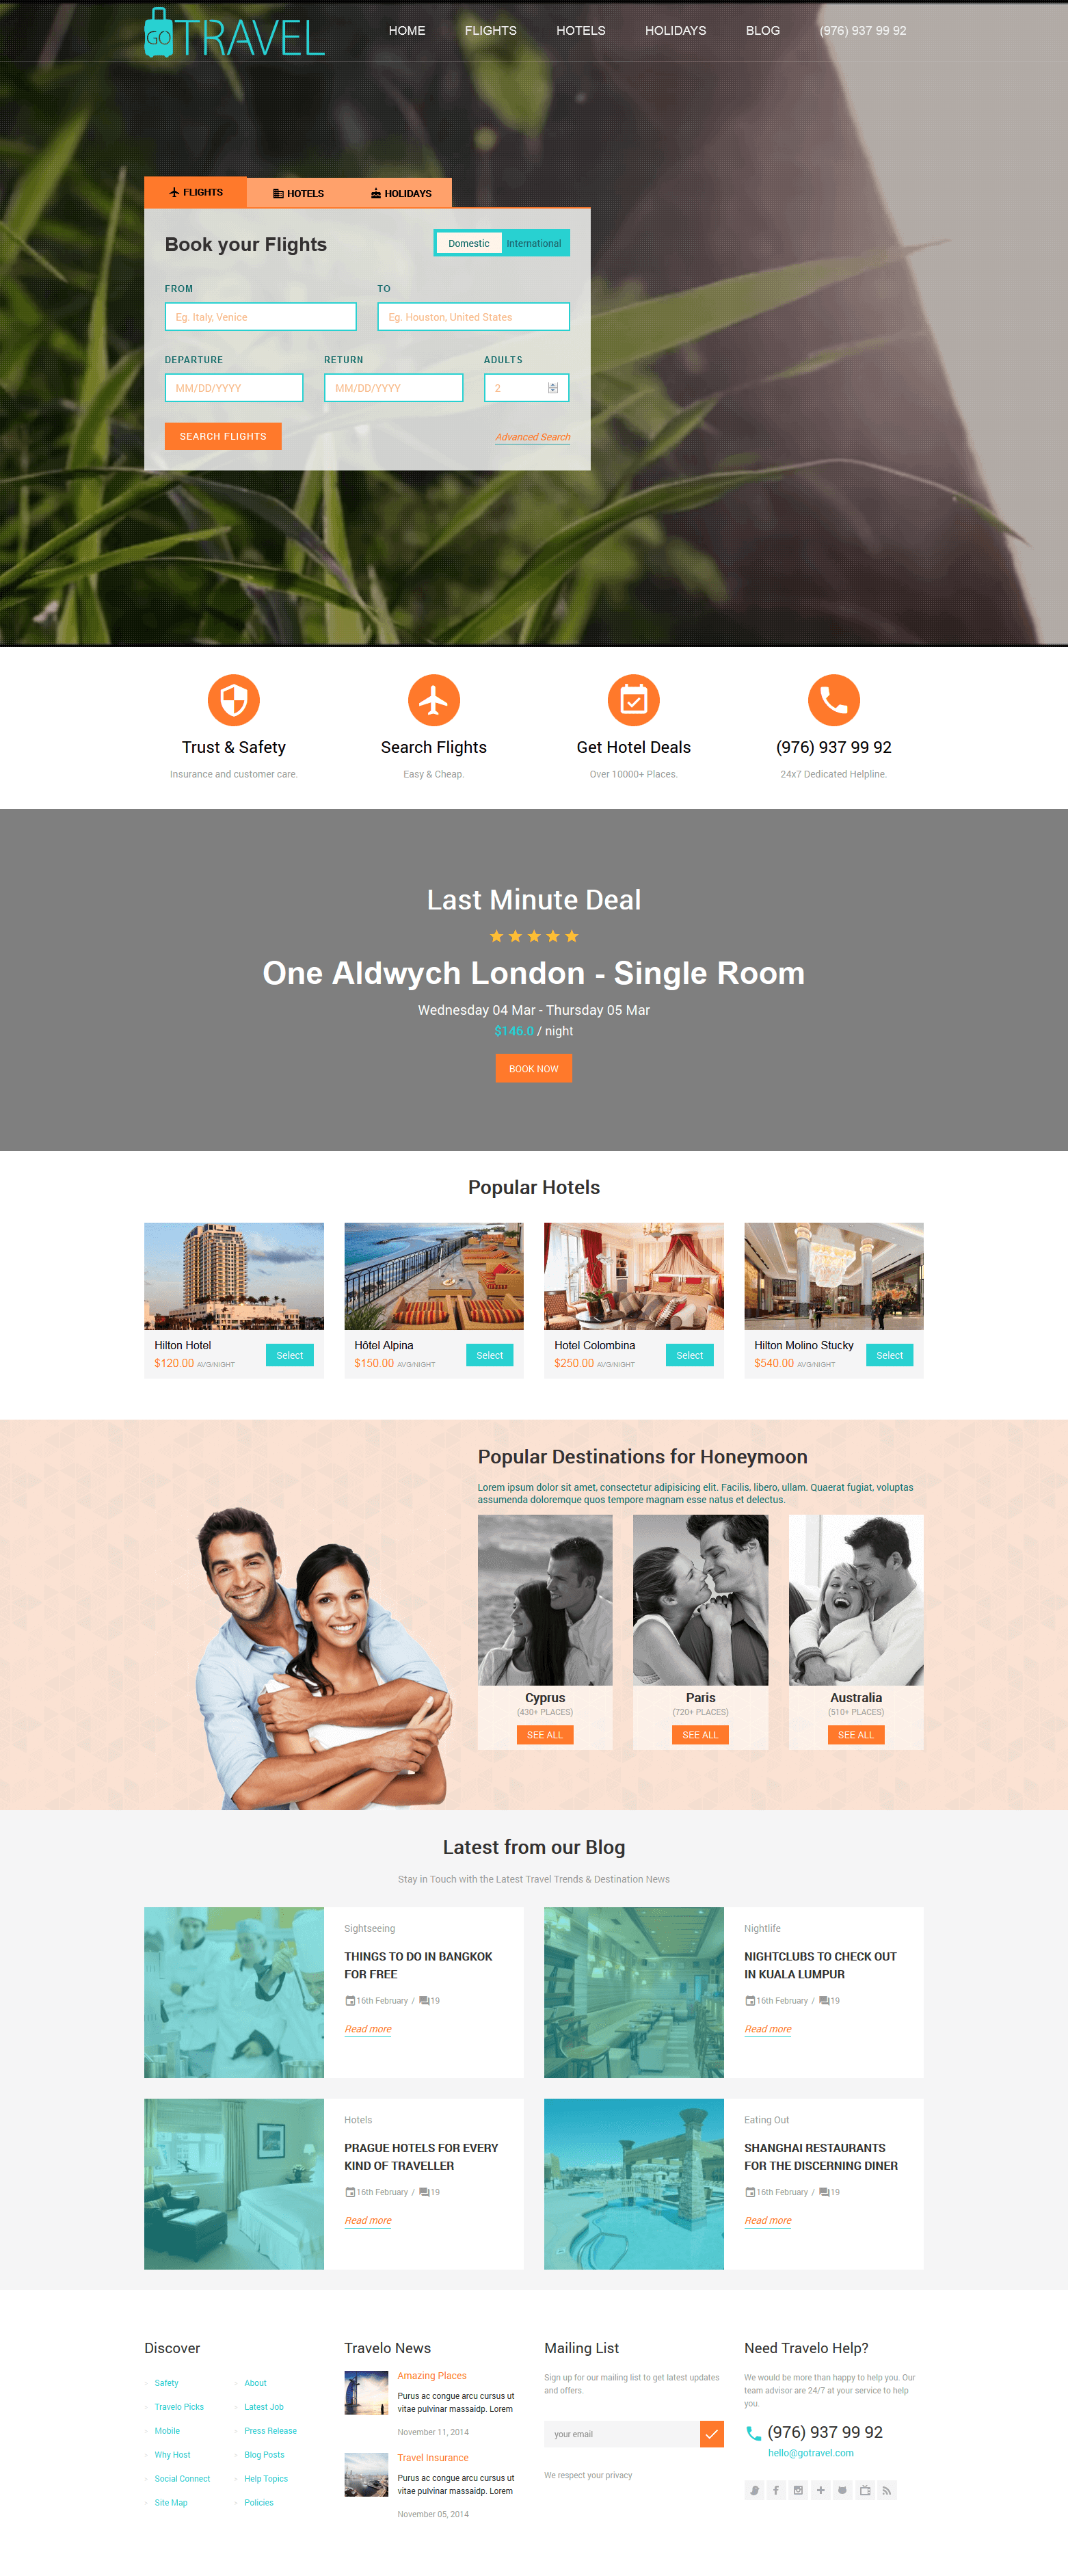 GO TRAVEL
HOME FLIGHTS HOTELS HOLIDAYS BLOG (976) 937 99 92
FLIGHTS HOTELS HOLIDAYS
Book your Flights
Domestic International
FROM TO
Eg. Italy, Venice Eg. Houston, United States
DEPARTURE RETURN ADULTS
MM/DD/YYYY MM/DD/YYYY 2
SEARCH FLIGHTS Advanced Search
Trust & Safety Search Flights Get Hotel Deals (976) 937 99 92
Insurance and customer care. Easy & Cheap. Over 10000+ Places. 24x7 Dedicated Helpline.
Last Minute Deal
One Aldwych London - Single Room
Wednesday 04 Mar - Thursday 05 Mar
$146.0 / night
BOOK NOW
Popular Hotels
Hilton Hotel
$120.00 AVG/NIGHT
Select
Hôtel Alpina
$150.00 AVG/NIGHT
Select
Hotel Colombina
$250.00 AVG/NIGHT
Select
Hilton Molino Stucky
$540.00 AVG/NIGHT
Select
Popular Destinations for Honeymoon
Lorem ipsum dolor sit amet, consectetur adipisicing elit. Facilis, libero, ullam. Quaerat fugiat, voluptas
assumenda doloremque quos tempore magnam esse natus et delectus.
Cyprus
(430+ PLACES)
SEE ALL
Paris
(720+ PLACES)
SEE ALL
Australia
(510+ PLACES)
SEE ALL
Latest from our Blog
Stay in Touch with the Latest Travel Trends & Destination News
Sightseeing
THINGS TO DO IN BANGKOK
FOR FREE
16th February / 19
Read more
Nightlife
NIGHTCLUBS TO CHECK OUT
IN KUALA LUMPUR
16th February / 19
Read more
Hotels
PRAGUE HOTELS FOR EVERY
KIND OF TRAVELLER
16th February / 19
Read more
Eating Out
SHANGHAI RESTAURANTS
FOR THE DISCERNING DINER
16th February / 19
Read more
Discover
Safety About
Travelo Picks Latest Job
Mobile Press Release
Why Host Blog Posts
Social Connect Help Topics
Site Map Policies
Travelo News
Amazing Places
Purus ac congue arcu cursus ut
vitae pulvinar massaidp. Lorem
November 11, 2014
Travel Insurance
Purus ac congue arcu cursus ut
vitae pulvinar massaidp. Lorem
November 05, 2014
Mailing List
Sign up for our mailing list to get latest updates
and offers.
your email
We respect your privacy
Need Travelo Help?
We would be more than happy to help you. Our
team advisor are 24/7 at your service to help
you.
(976) 937 99 92
hello@gotravel.com